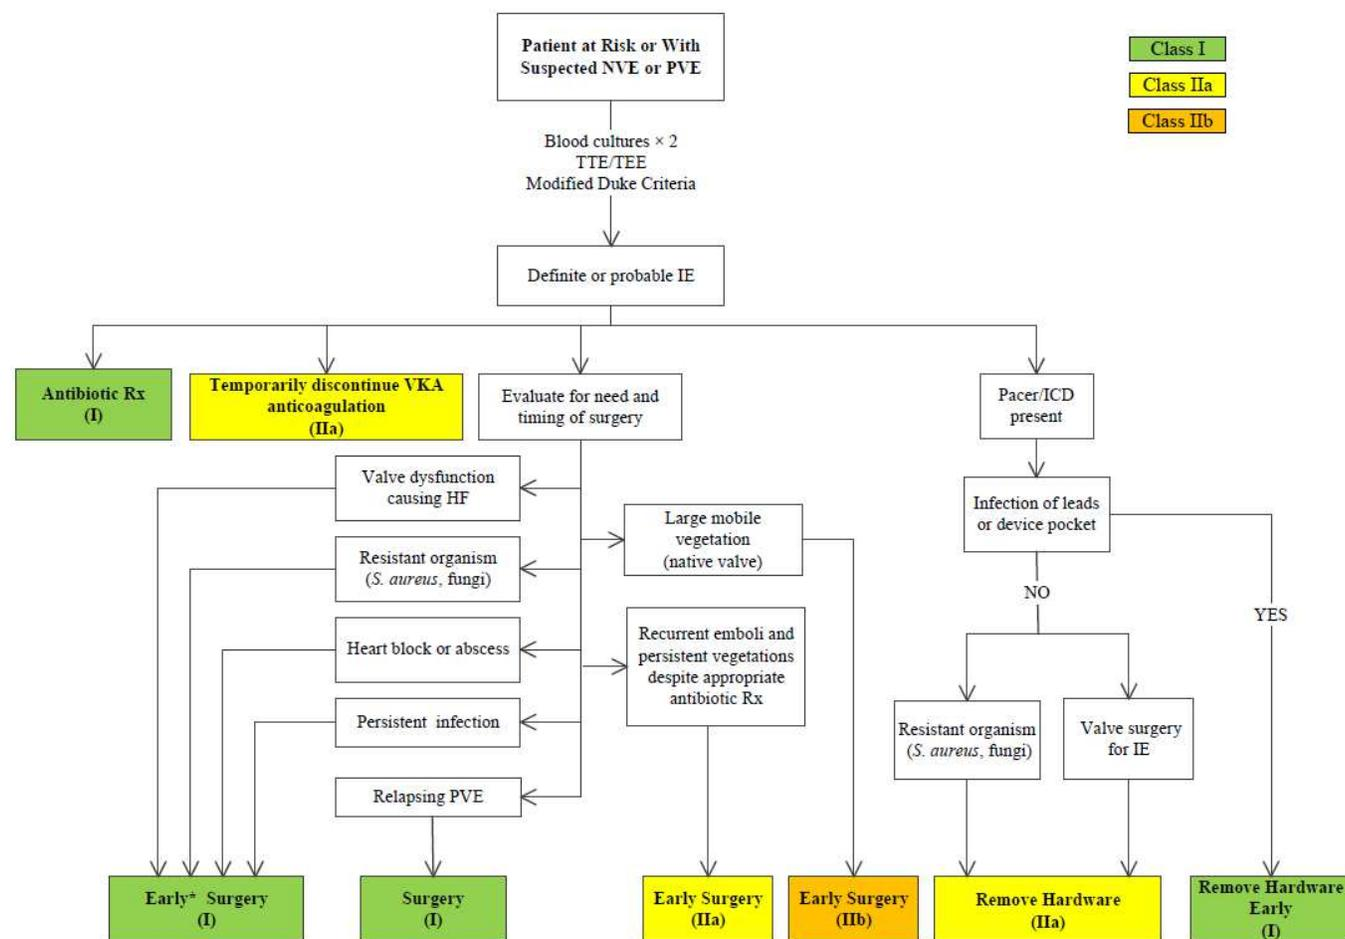 Patient at Risk or With
Suspected NVE or PVE
Class I
Class IIa
Class IIb
Blood cultures × 2
TTE/TEE
Modified Duke Criteria
Definite or probable IE
Antibiotic Rx
(I)
Temporarily discontinue VKA
anticoagulation
(IIa)
Evaluate for need and
timing of surgery
Pacer/ICD
present
Valve dysfunction
causing HF
Resistant organism
(S. aureus, fungi)
Heart block or abscess
Persistent infection
Relapsing PVE
Large mobile
vegetation
(native valve)
Recurrent emboli and
persistent vegetations
despite appropriate
antibiotic Rx
Infection of leads
or device pocket
NO
YES
Resistant organism
(S. aureus, fungi)
Valve surgery
for IE
Early* Surgery
(I)
Surgery
(I)
Early Surgery
(IIa)
Early Surgery
(IIb)
Remove Hardware
(IIa)
Remove Hardware
Early
(I)